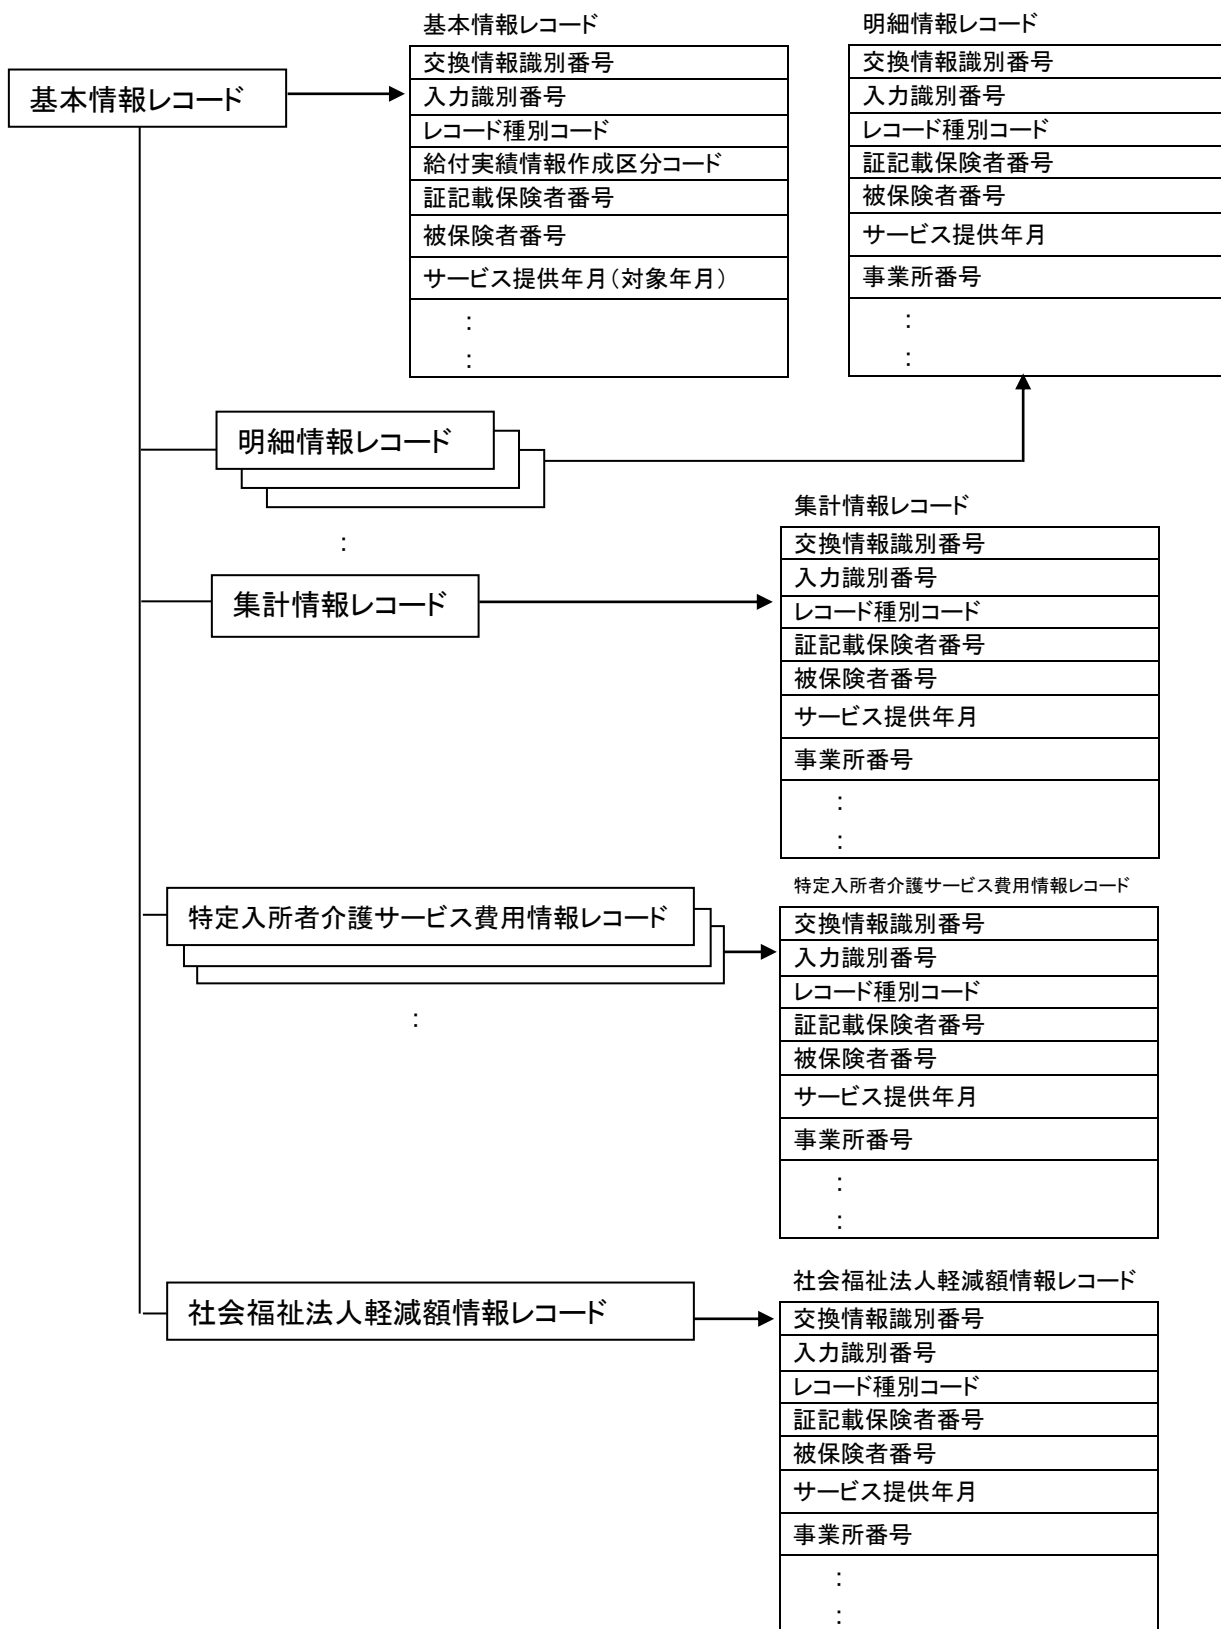 基本情報レコード
基本情報レコード
交換情報識別番号
入力識別番号
レコード種別コード
給付実績情報作成区分コード
証記載保険者番号
被保険者番号
サービス提供年月(対象年月)
:
:
明細情報レコード
交換情報識別番号
入力識別番号
レコード種別コード
証記載保険者番号
被保険者番号
サービス提供年月
事業所番号
:
:
明細情報レコード
:
集計情報レコード
集計情報レコード
交換情報識別番号
入力識別番号
レコード種別コード
証記載保険者番号
被保険者番号
サービス提供年月
事業所番号
:
:
特定入所者介護サービス費用情報レコード
:
特定入所者介護サービス費用情報レコード
交換情報識別番号
入力識別番号
レコード種別コード
証記載保険者番号
被保険者番号
サービス提供年月
事業所番号
:
:
社会福祉法人軽減額情報レコード
社会福祉法人軽減額情報レコード
交換情報識別番号
入力識別番号
レコード種別コード
証記載保険者番号
被保険者番号
サービス提供年月
事業所番号
:
: